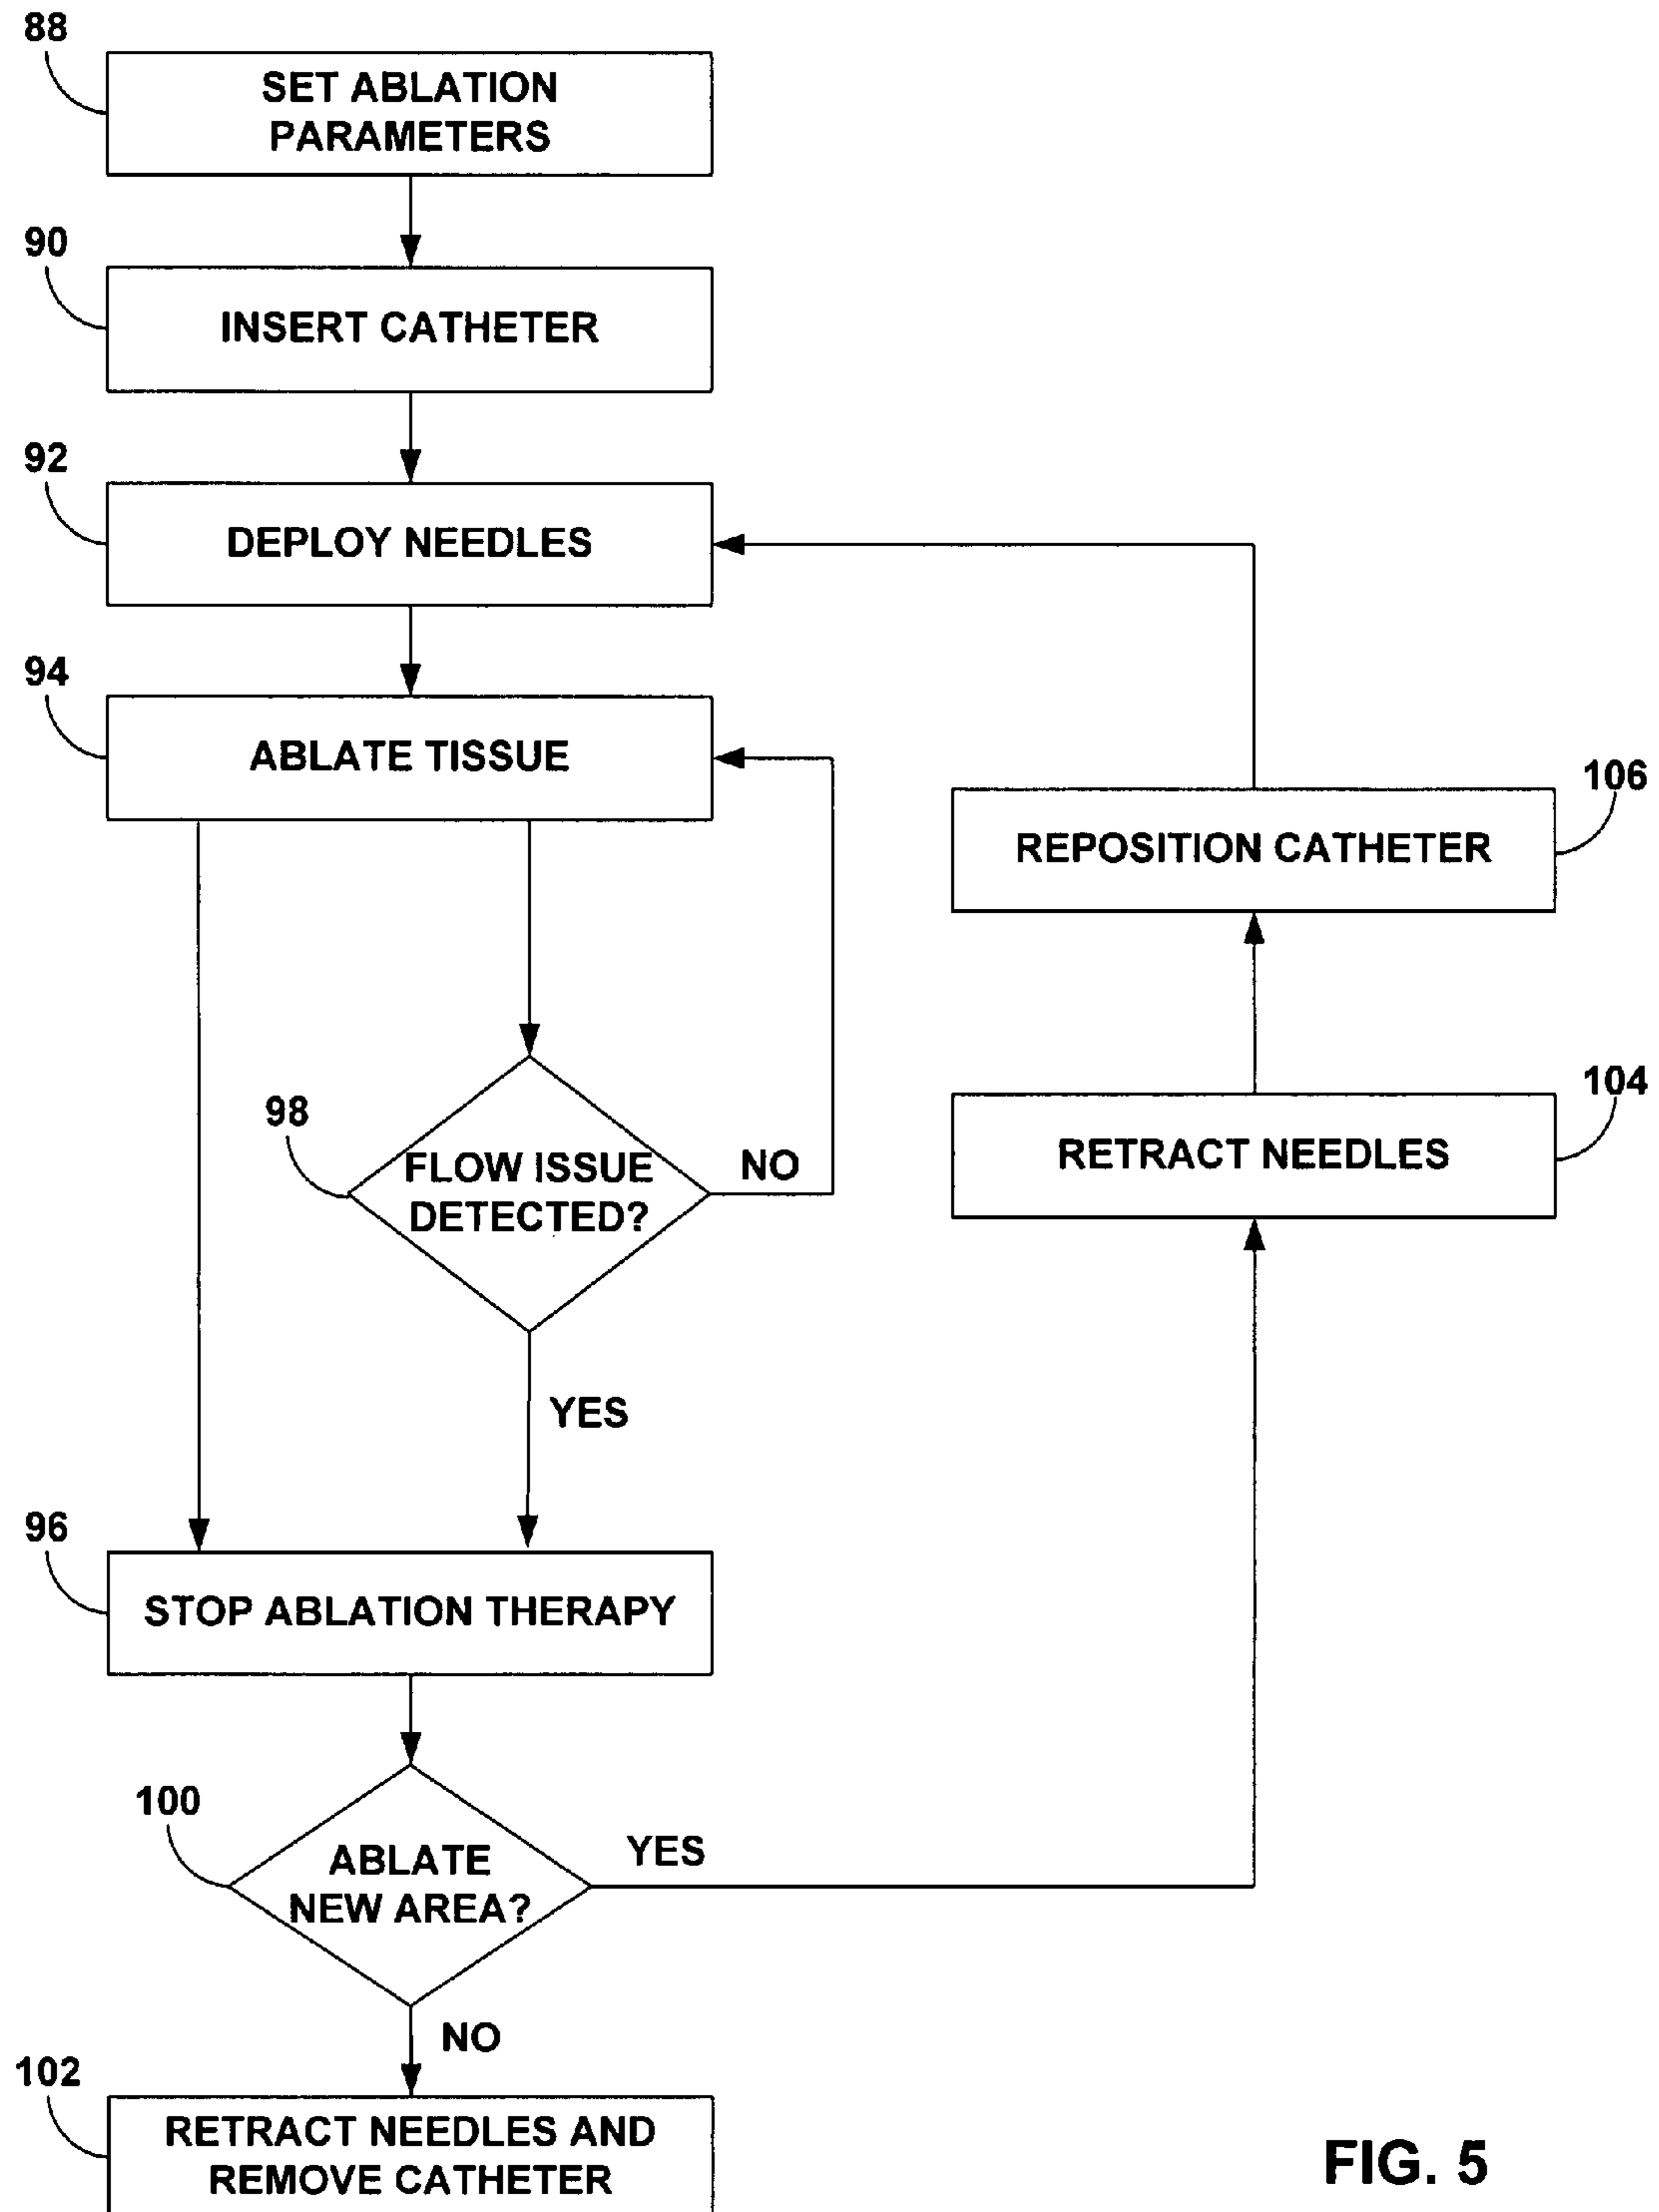 88
SET ABLATION
PARAMETERS
90
INSERT CATHETER
92
DEPLOY NEEDLES
94
ABLATE TISSUE
106
REPOSITION CATHETER
98
FLOW ISSUE
DETECTED?
NO
104
RETRACT NEEDLES
YES
96
STOP ABLATION THERAPY
100
ABLATE
NEW AREA?
YES
NO
102
RETRACT NEEDLES AND
REMOVE CATHETER
FIG. 5